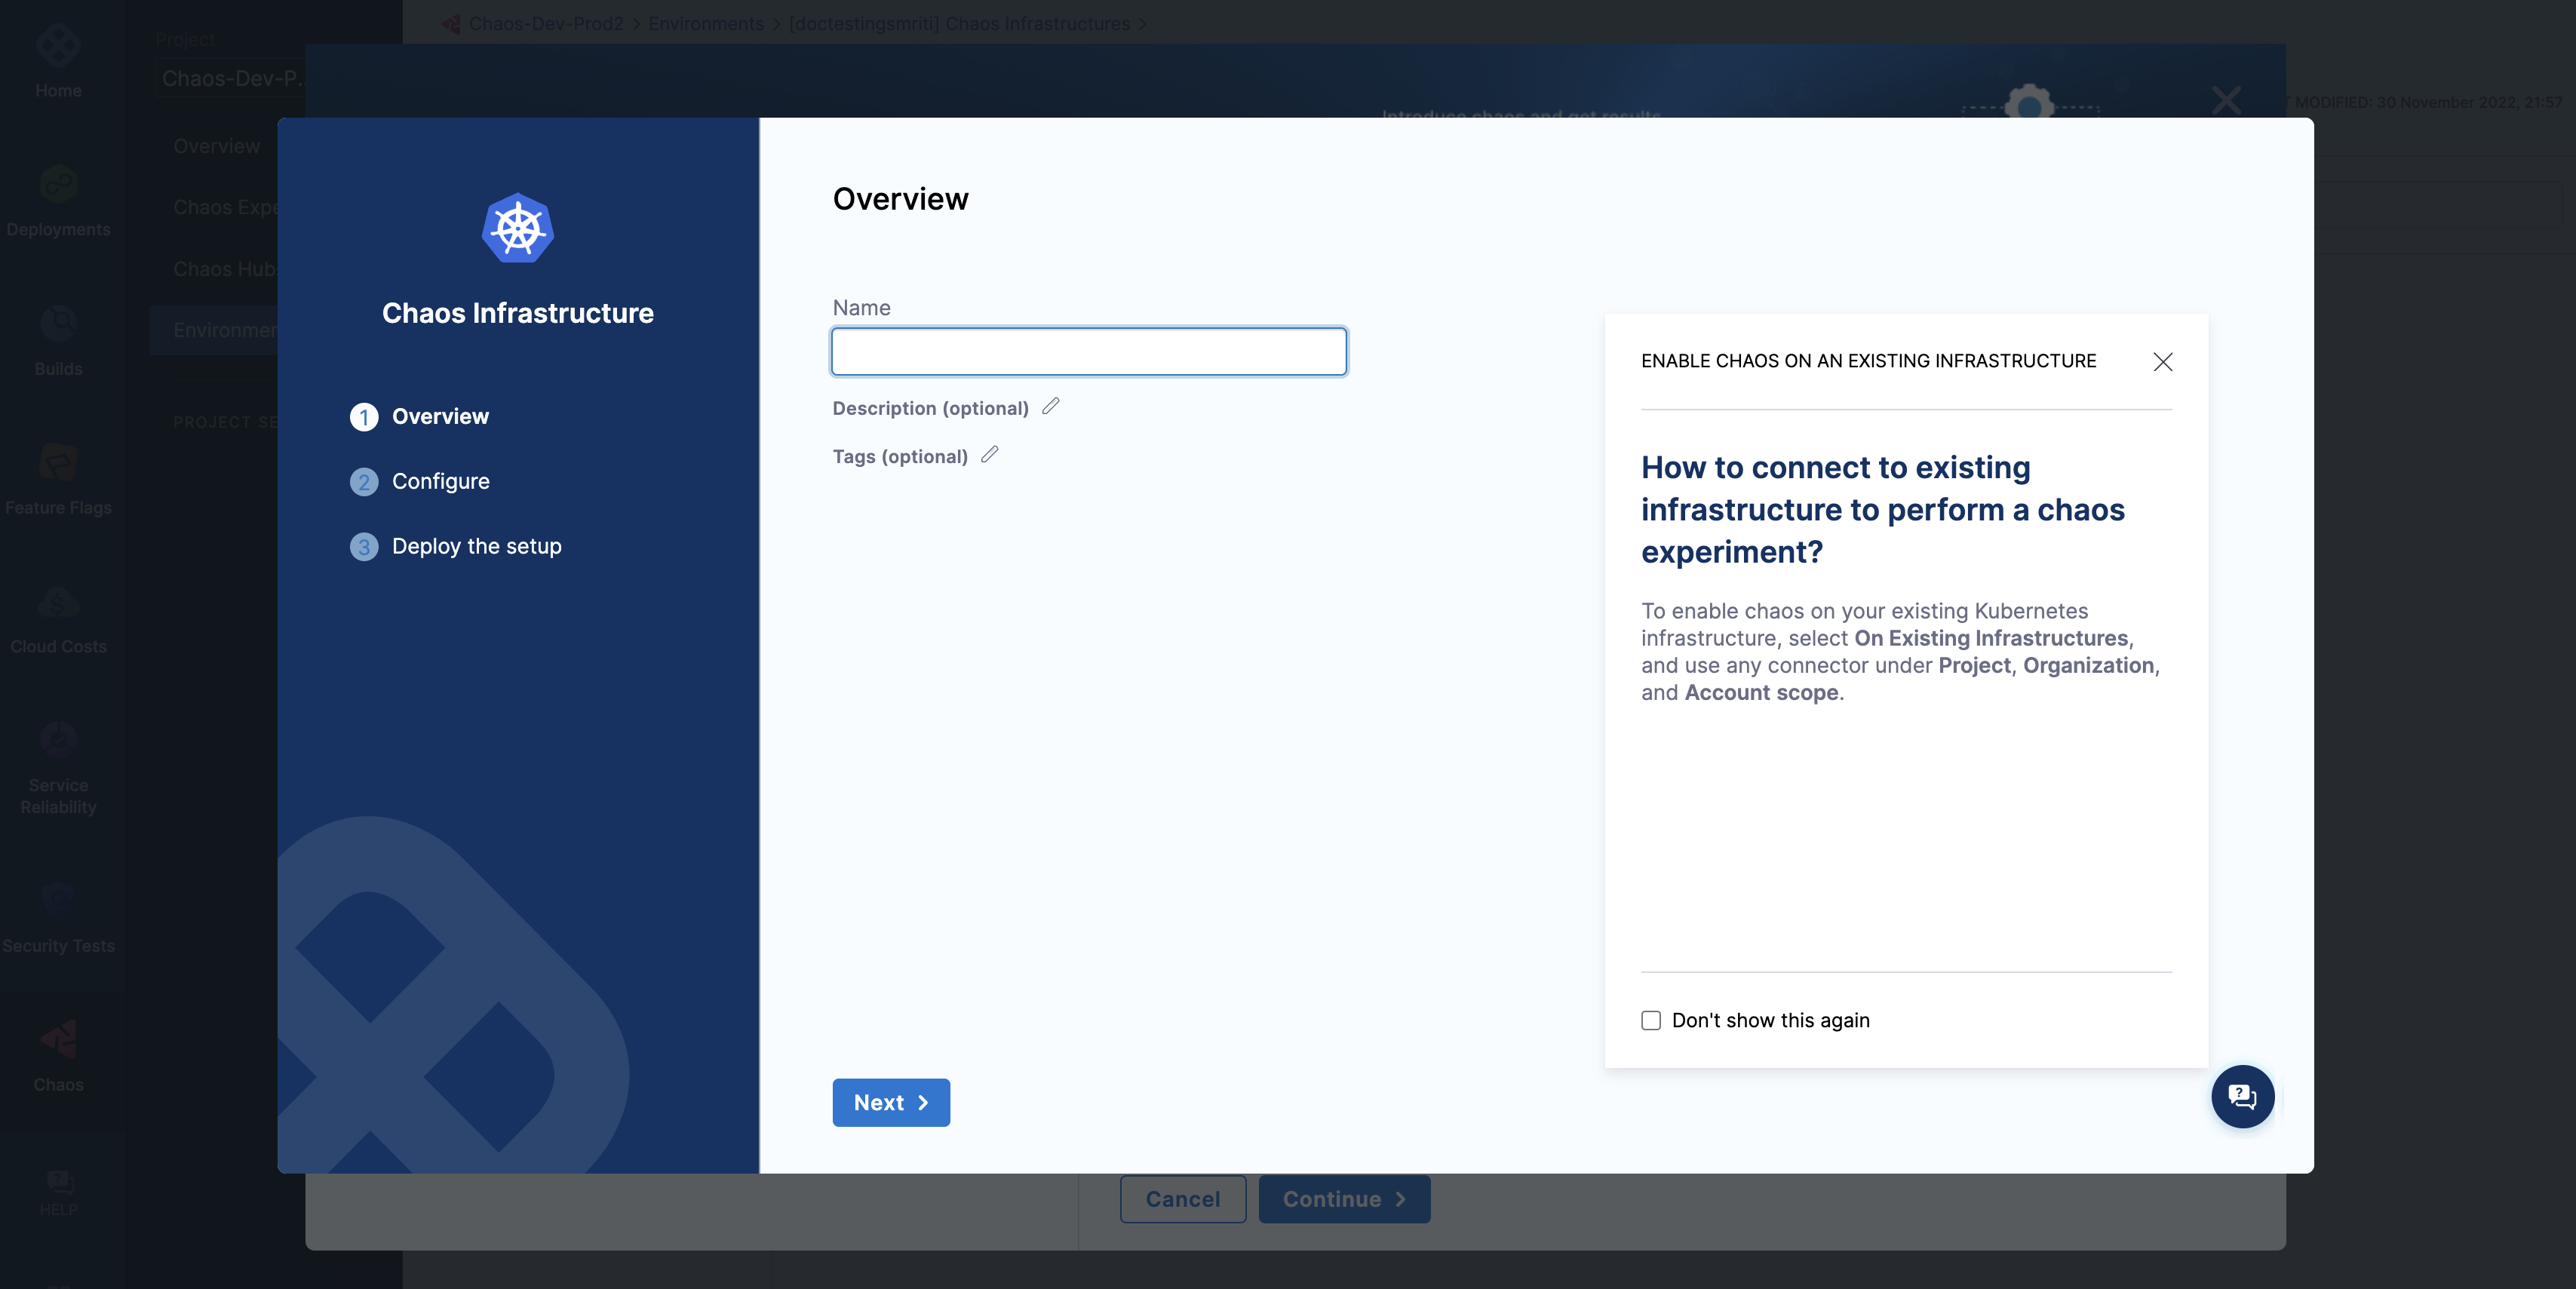 Chaos-Dev-Prod2 > Environments > [doctestingsmriti] Chaos Infrastructures >
Project
Chaos-Dev-P...
Home
Overview
Chaos Expe
Deployments
Chaos Hub
Environmen
Builds
PROJECT SE
Feature Flags
Cloud Costs
Service
Reliability
Security Tests
Chaos
HELP
Introduce chaos and get results
T MODIFIED: 30 November 2022, 21:57
Chaos Infrastructure
1 Overview
2 Configure
3 Deploy the setup
Overview
Name
Description (optional)
Tags (optional)
Next >
ENABLE CHAOS ON AN EXISTING INFRASTRUCTURE
How to connect to existing
infrastructure to perform a chaos
experiment?
To enable chaos on your existing Kubernetes
infrastructure, select On Existing Infrastructures,
and use any connector under Project, Organization,
and Account scope.
Don't show this again
Cancel
Continue >